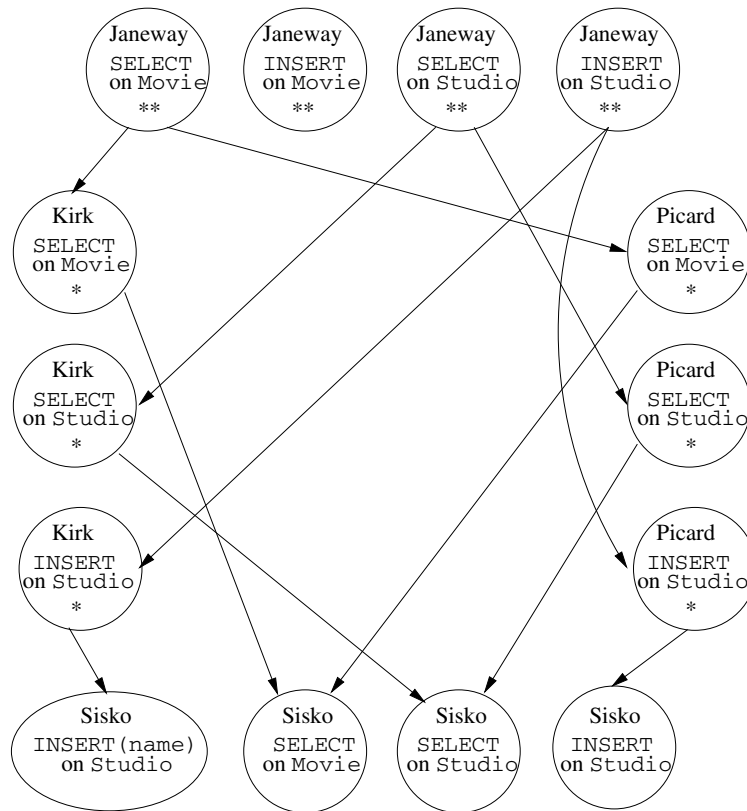 Janeway
SELECT
on Movie
**
Janeway
INSERT
on Movie
**
Janeway
SELECT
on Studio
**
Janeway
INSERT
on Studio
**
Kirk
SELECT
on Movie
*
Picard
SELECT
on Movie
*
Kirk
SELECT
on Studio
*
Picard
SELECT
on Studio
*
Kirk
INSERT
on Studio
*
Picard
INSERT
on Studio
*
Sisko
INSERT(name)
on Studio
Sisko
SELECT
on Movie
Sisko
SELECT
on Studio
Sisko
INSERT
on Studio